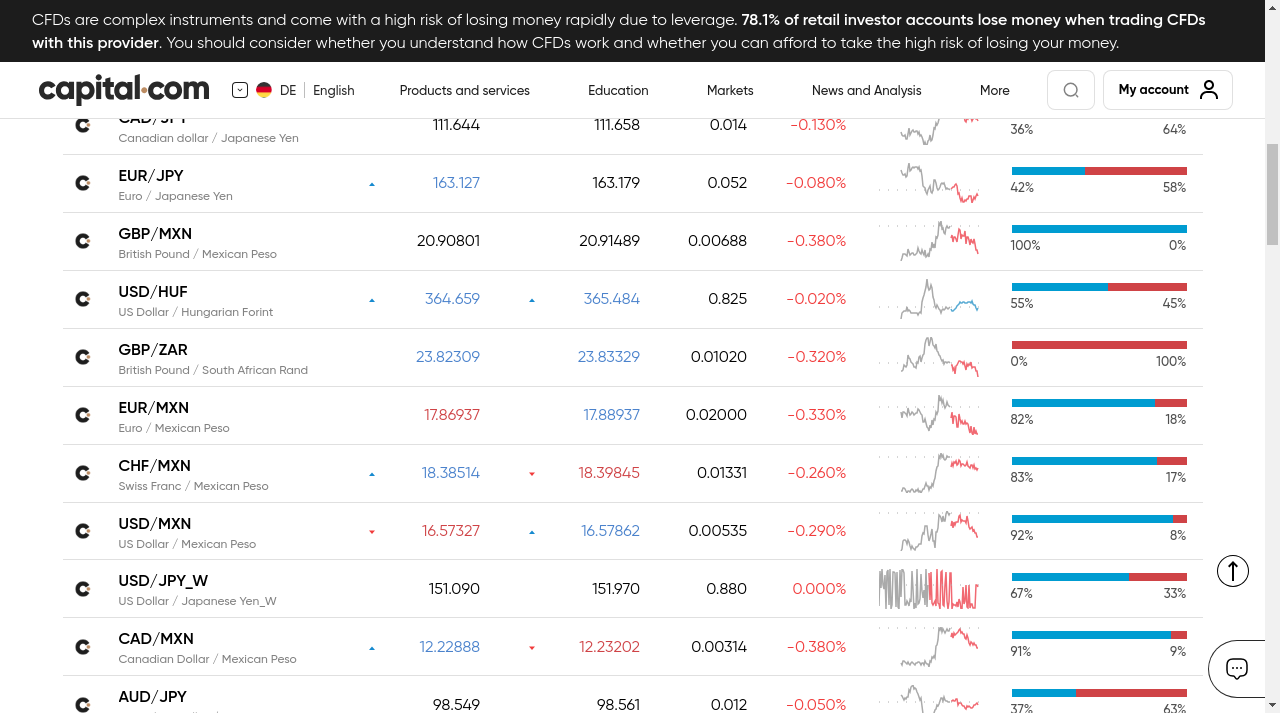 CFDs are complex instruments and come with a high risk of losing money rapidly due to leverage. 78.1% of retail investor accounts lose money when trading CFDs
with this provider. You should consider whether you understand how CFDs work and whether you can afford to take the high risk of losing your money.
capital.com DE English Products and services Education Markets News and Analysis More My account
CAD/JPY 111.644 111.658 0.014 -0.130% 36% 64%
Canadian dollar / Japanese Yen
EUR/JPY 163.127 163.179 0.052 -0.080% 42% 58%
Euro / Japanese Yen
GBP/MXN 20.90801 20.91489 0.00688 -0.380% 100% 0%
British Pound / Mexican Peso
USD/HUF 364.659 365.484 0.825 -0.020% 55% 45%
US Dollar / Hungarian Forint
GBP/ZAR 23.82309 23.83329 0.01020 -0.320% 0% 100%
British Pound / South African Rand
EUR/MXN 17.86937 17.88937 0.02000 -0.330% 82% 18%
Euro / Mexican Peso
CHF/MXN 18.38514 18.39845 0.01331 -0.260% 83% 17%
Swiss Franc / Mexican Peso
USD/MXN 16.57327 16.57862 0.00535 -0.290% 92% 8%
US Dollar / Mexican Peso
USD/JPY_W 151.090 151.970 0.880 0.000% 67% 33%
US Dollar / Japanese Yen_W
CAD/MXN 12.22888 12.23202 0.00314 -0.380% 91% 9%
Canadian Dollar / Mexican Peso
AUD/JPY 98.549 98.561 0.012 -0.050% 37% 63%